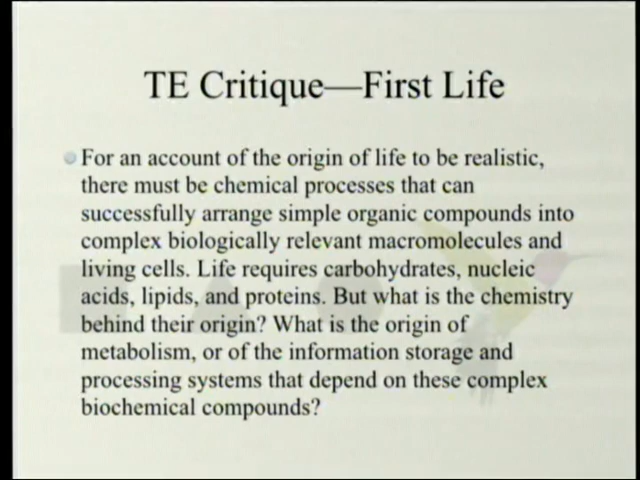 TE Critique—First Life
For an account of the origin of life to be realistic,
there must be chemical processes that can
successfully arrange simple organic compounds into
complex biologically relevant macromolecules and
living cells. Life requires carbohydrates, nucleic
acids, lipids, and proteins. But what is the chemistry
behind their origin? What is the origin of
metabolism, or of the information storage and
processing systems that depend on these complex
biochemical compounds?